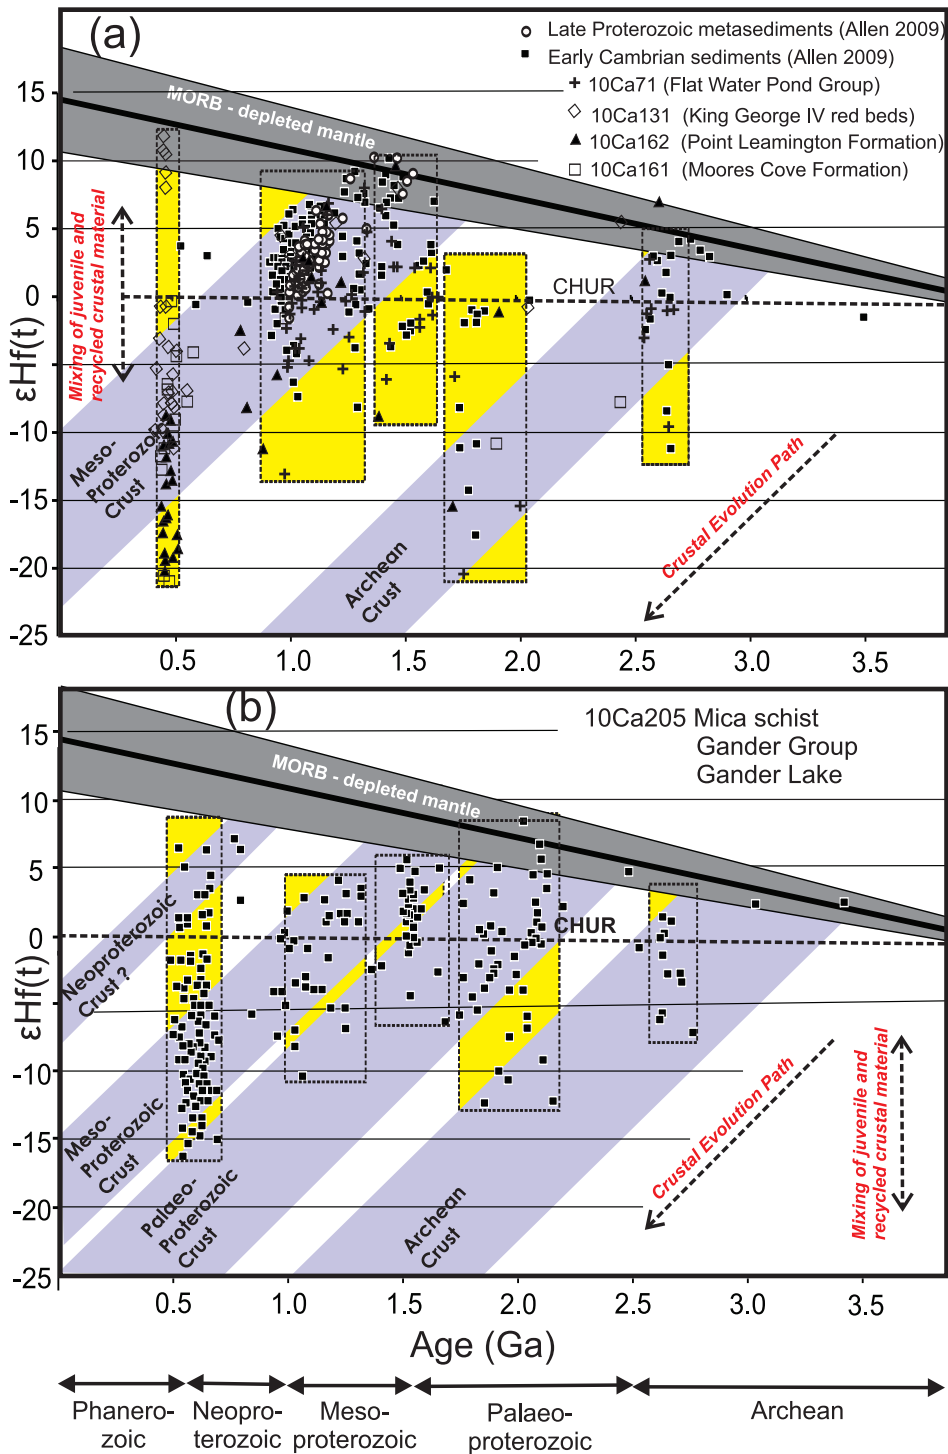 (a)
Late Proterozoic metasediments (Allen 2009)
Early Cambrian sediments (Allen 2009)
10Ca71 (Flat Water Pond Group)
10Ca131 (King George IV red beds)
10Ca162 (Point Leamington Formation)
10Ca161 (Moores Cove Formation)
MORB - depleted mantle
15
10
5
0
-5
-10
-15
-20
-25
εHf(t)
Mixing of juvenile and
recycled crustal material
CHUR
Meso-
Proterozoic
Crust
Archean
Crust
Crustal Evolution Path
0.5
1.0
1.5
2.0
2.5
3.0
3.5
(b)
10Ca205 Mica schist
Gander Group
Gander Lake
MORB - depleted mantle
15
10
5
0
-5
-10
-15
-20
-25
εHf(t)
CHUR
Neoproterozoic
Crust ?
Meso-
Proterozoic
Crust
Palaeo-
Proterozoic
Crust
Archean
Crust
Crustal Evolution Path
Mixing of juvenile and
recycled crustal material
0.5
1.0
1.5
2.0
2.5
3.0
3.5
Age (Ga)
Phanero-
zoic
Neopro-
terozoic
Meso-
proterozoic
Palaeo-
proterozoic
Archean